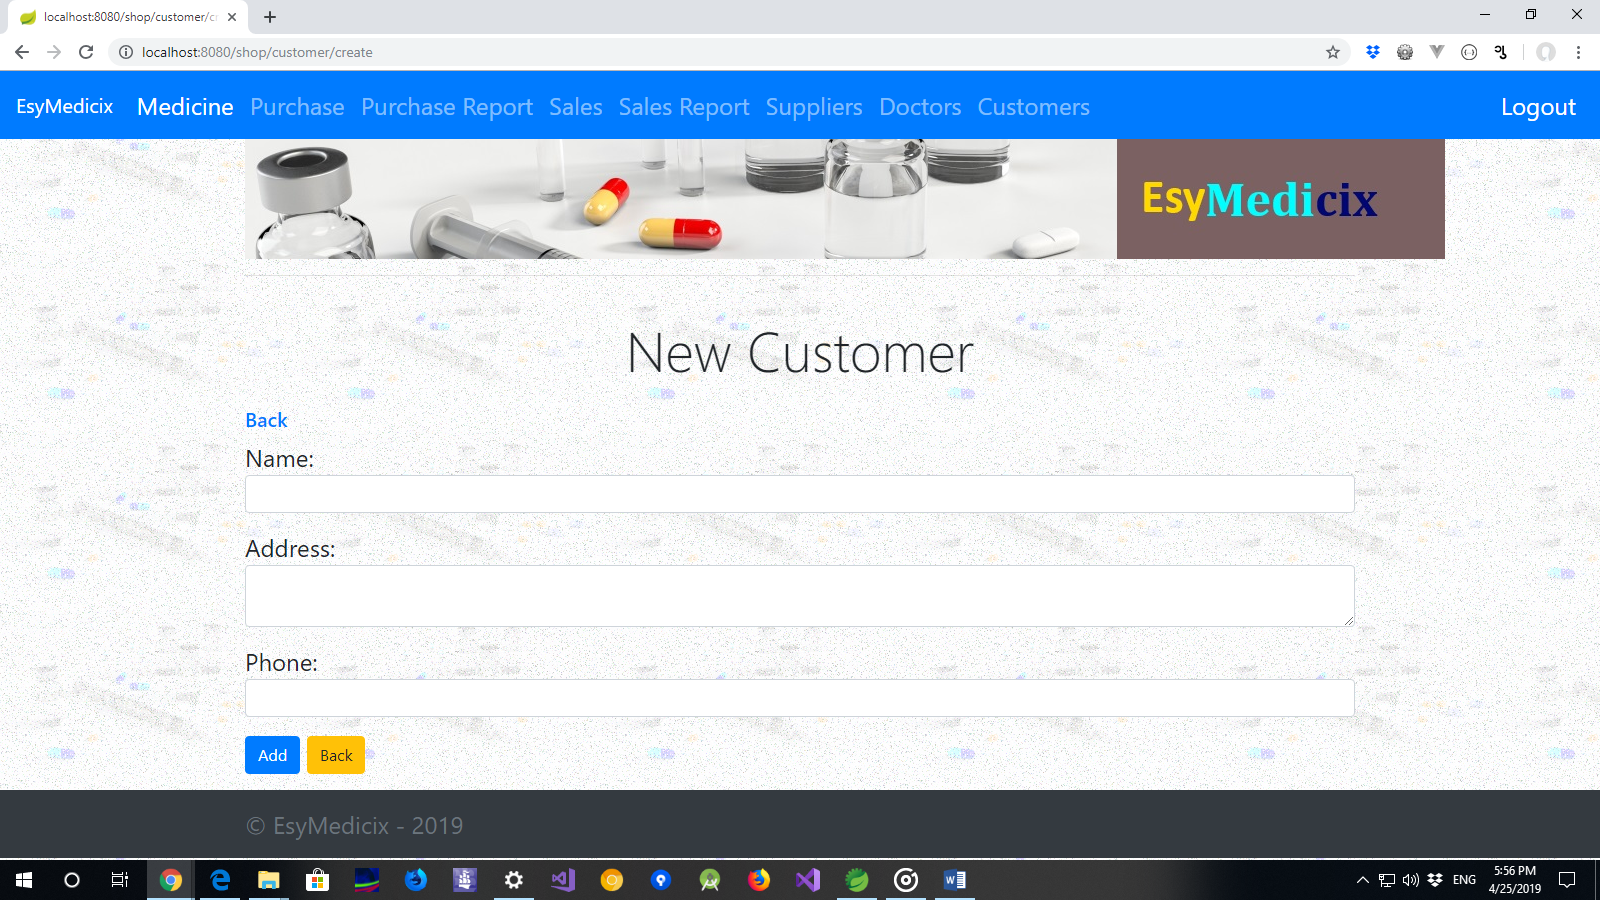 localhost:8080/shop/customer/cr
localhost:8080/shop/customer/create
EsyMedicix Medicine Purchase Purchase Report Sales Sales Report Suppliers Doctors Customers Logout
EsyMedicix
New Customer
Back
Name:
Address:
Phone:
Add Back
© EsyMedicix - 2019
ENG
5:56 PM
4/25/2019